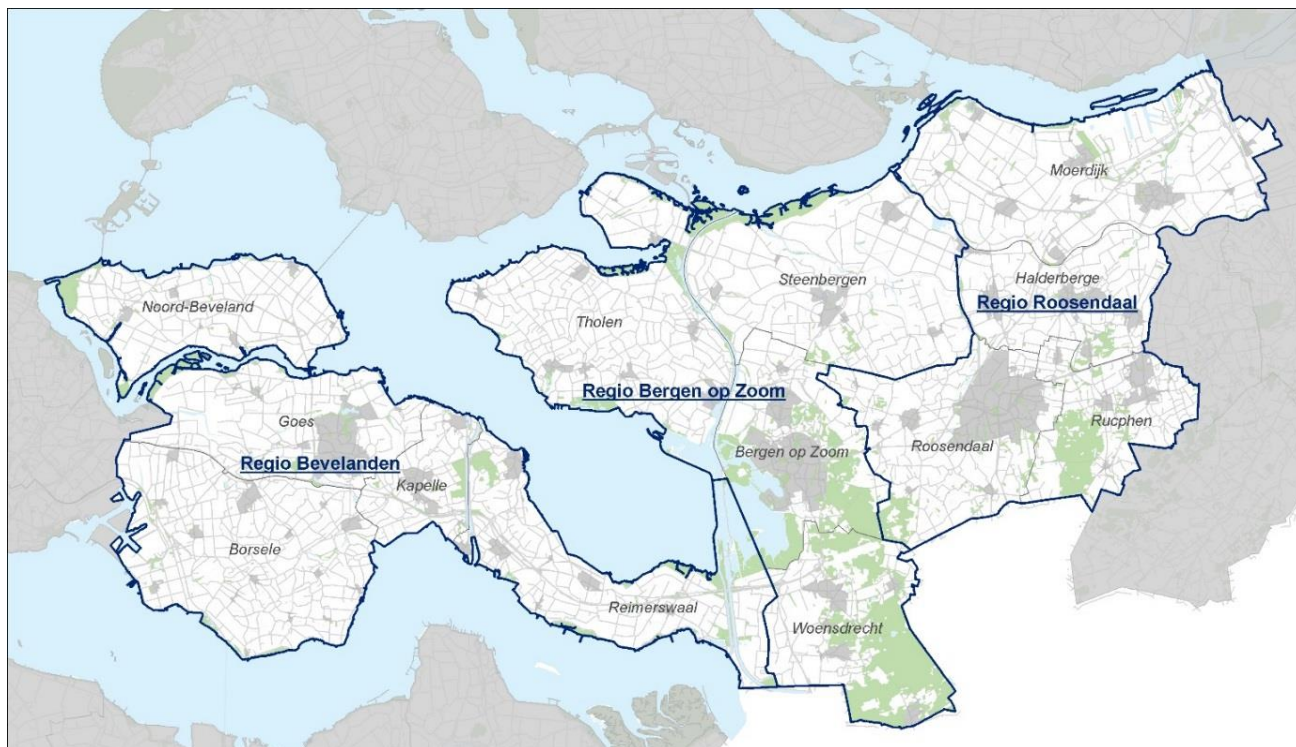 Moerdijk
Halderberge
Regio Roosendaal
Steenbergen
Noord-Beveland
Tholen
Regio Bergen op Zoom
Rucphen
Roosendaal
Goes
Bergen op Zoom
Regio Bevelanden
Kapelle
Borsele
Reimerswaal
Woensdrecht